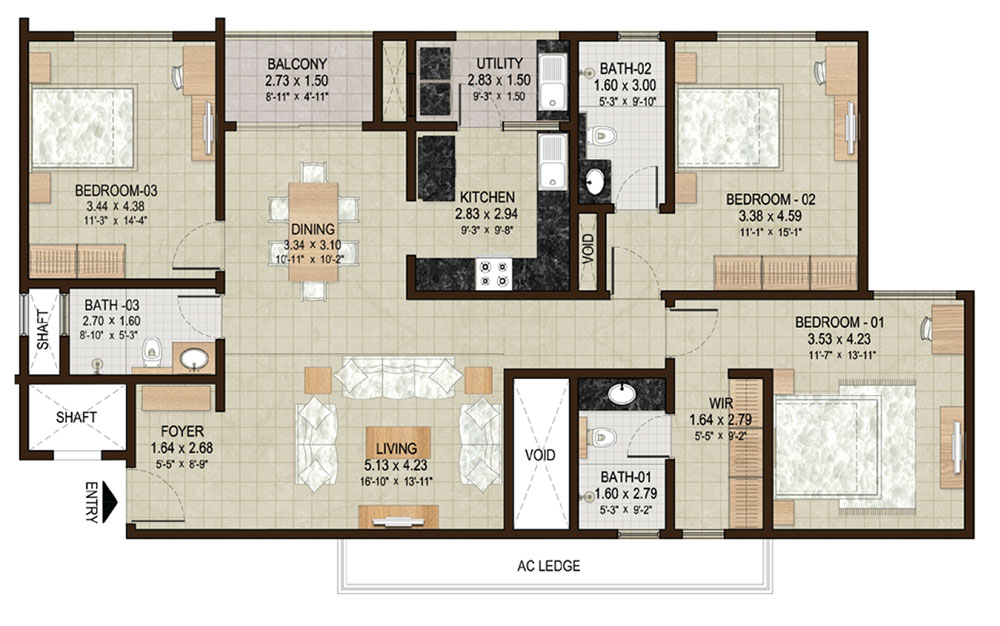 BALCONY
2.73 x 1.50
8'-11" x 4'-11"
UTILITY
2.83 x 1.50
9'-3" x 1.50
BATH-02
1.60 x 3.00
5'-3" x 9'-10"
BEDROOM-03
3.44 x 4.38
11'-3" x 14'-4"
KITCHEN
2.83 x 2.94
9'-3" x 9'-8"
BEDROOM - 02
3.38 x 4.59
11'-1" x 15'-1"
DINING
3.34 x 3.10
10'-11" x 10'-2"
VOID
SHAFT
BATH -03
2.70 x 1.60
8'-10" x 5'-3"
BEDROOM - 01
3.53 x 4.23
11'-7" x 13'-11"
SHAFT
FOYER
1.64 x 2.68
5'-5" x 8'-9"
LIVING
5.13 x 4.23
16'-10" x 13'-11"
VOID
WIR
1.64 x 2.79
5'-5" x 9'-2"
BATH-01
1.60 x 2.79
5'-3" x 9'-2"
ENTRY
AC LEDGE